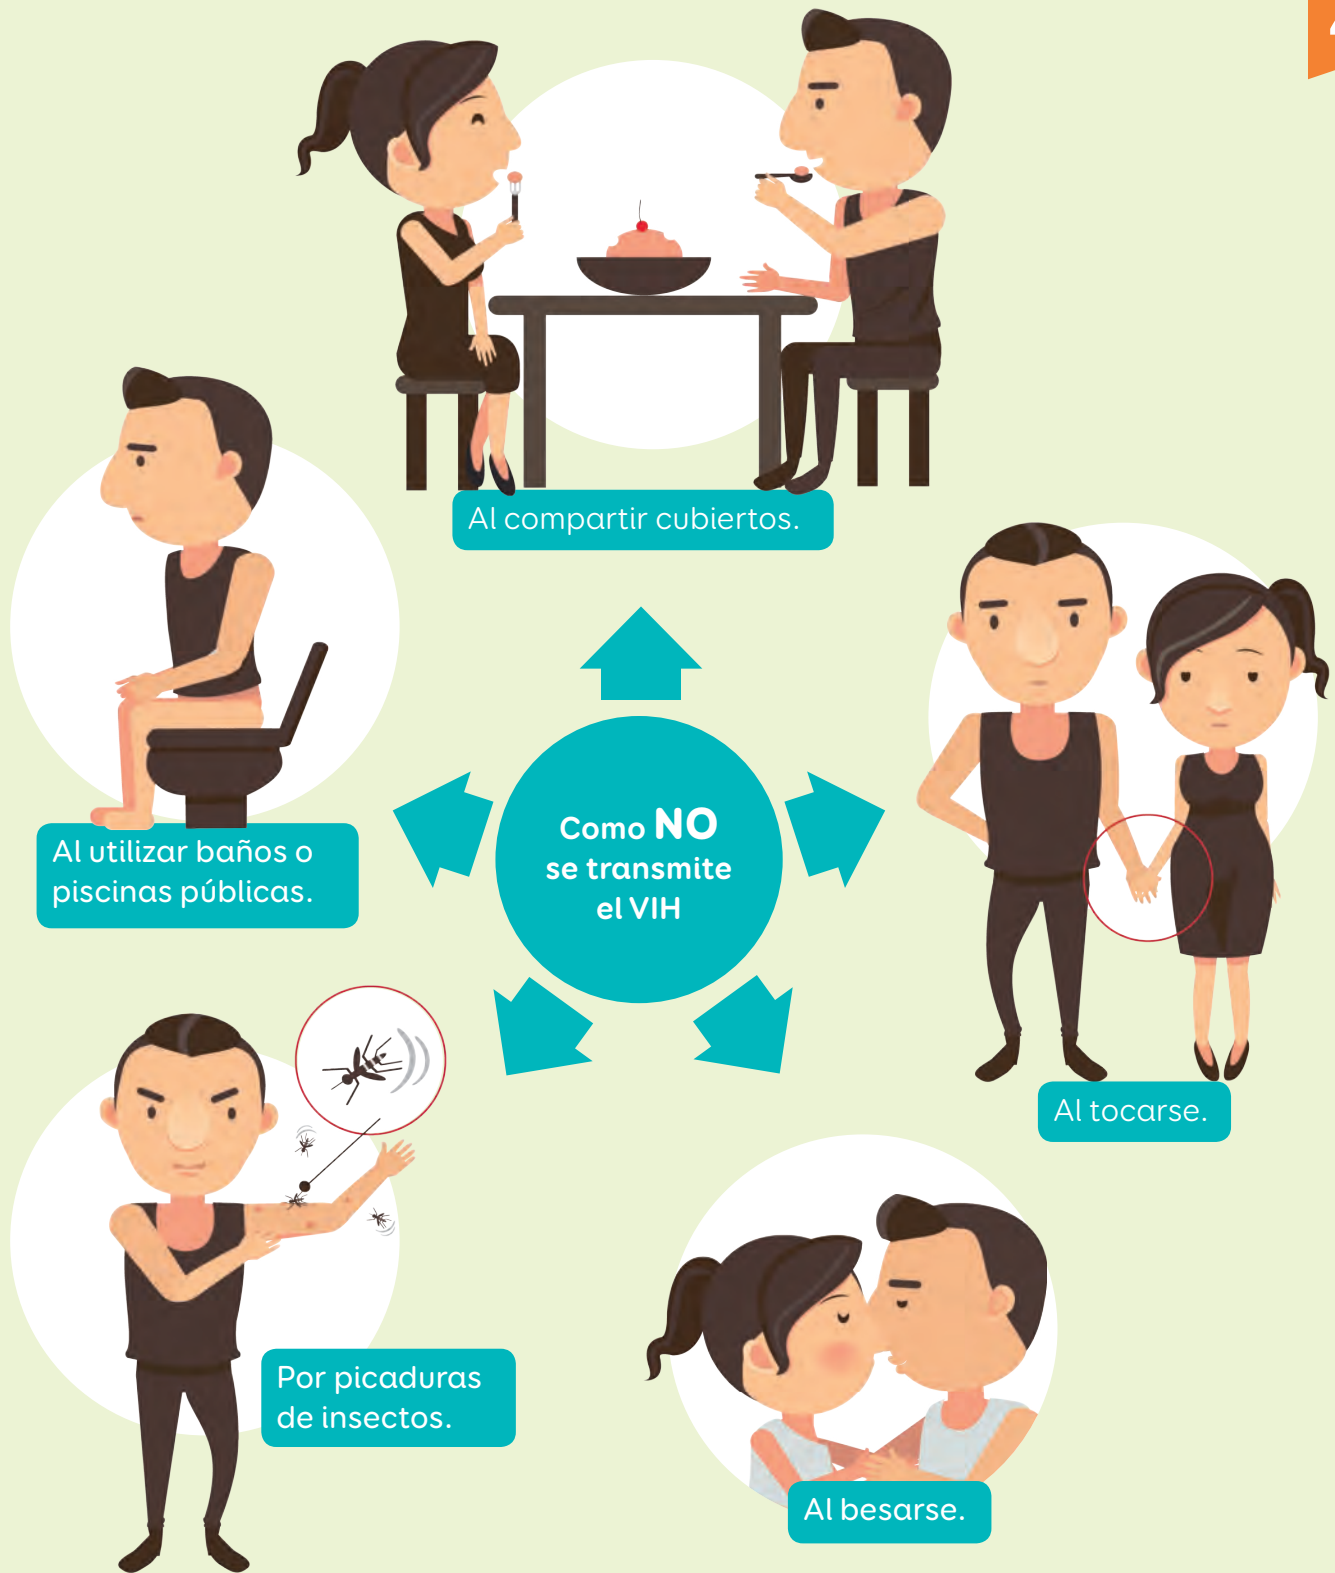 Al compartir cubiertos.
Al utilizar baños o
piscinas públicas.
Como NO
se transmite
el VIH
Al tocarse.
Por picaduras
de insectos.
Al besarse.